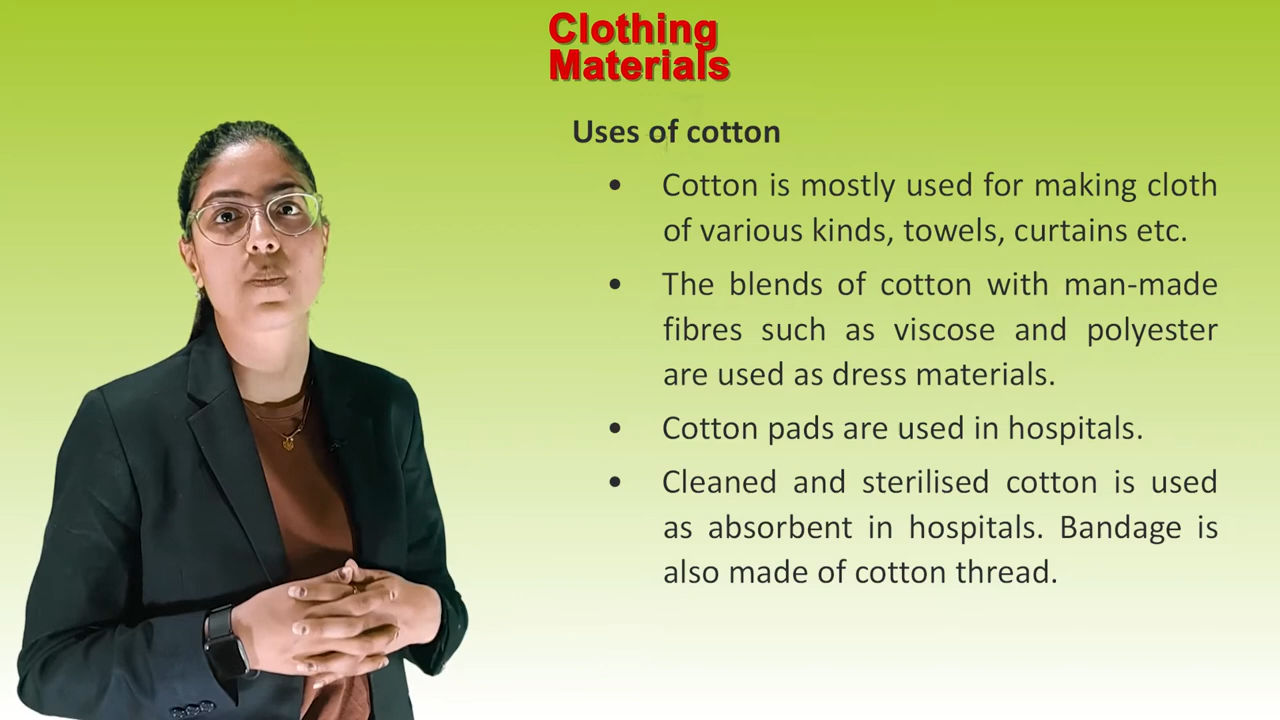 Clothing
Materials
Uses of cotton
• Cotton is mostly used for making cloth
of various kinds, towels, curtains etc.
• The blends of cotton with man-made
fibres such as viscose and polyester
are used as dress materials.
• Cotton pads are used in hospitals.
• Cleaned and sterilised cotton is used
as absorbent in hospitals. Bandage is
also made of cotton thread.